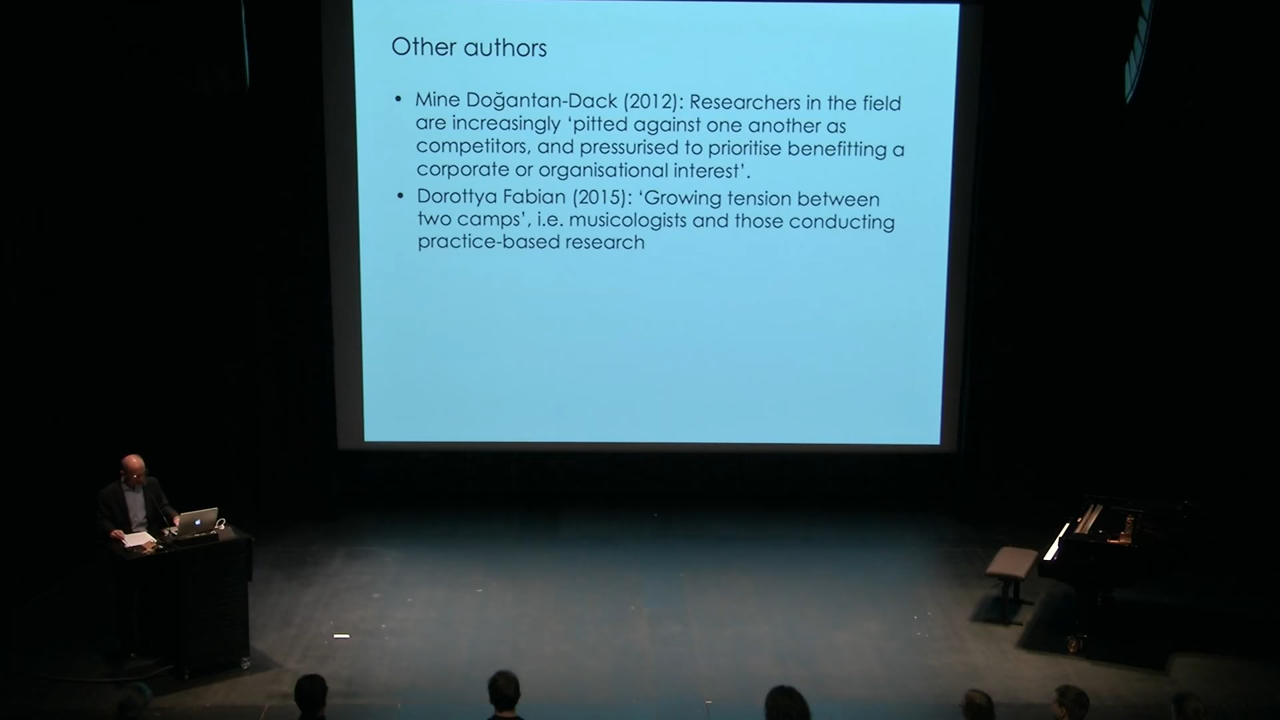 Other authors
• Mine Doğantan-Dack (2012): Researchers in the field
are increasingly ‘pitted against one another as
competitors, and pressurised to prioritise benefitting a
corporate or organisational interest’.
• Dorottya Fabian (2015): ‘Growing tension between
two camps’, i.e. musicologists and those conducting
practice-based research